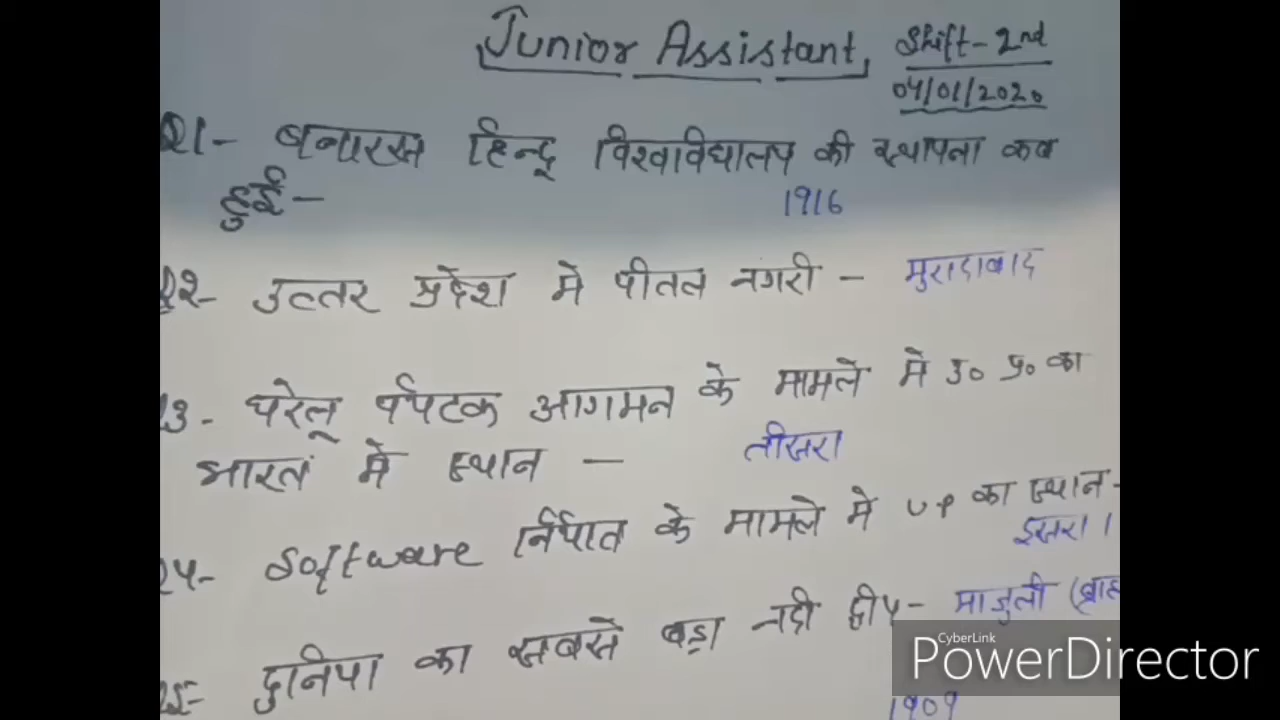 Junior Assistant, Shift- 2nd
04/01/2020
Q1- बनारस हिन्दू विश्वविद्यालय की स्थापना कब
हुई- 1916
Q2- उत्तर प्रदेश मे पीतल नगरी - मुरादाबाद
Q3- घरेलू पर्यटक आगमन के मामले मे उ० प्र० का
भारत मे स्थान - तीसरा
Q4- Software निर्यात के मामले मे UP का स्थान-
दूसरा।
Q5- दुनिया का सबसे बड़ा नदी द्वीप- माजुली
1909
CyberLink
PowerDirector